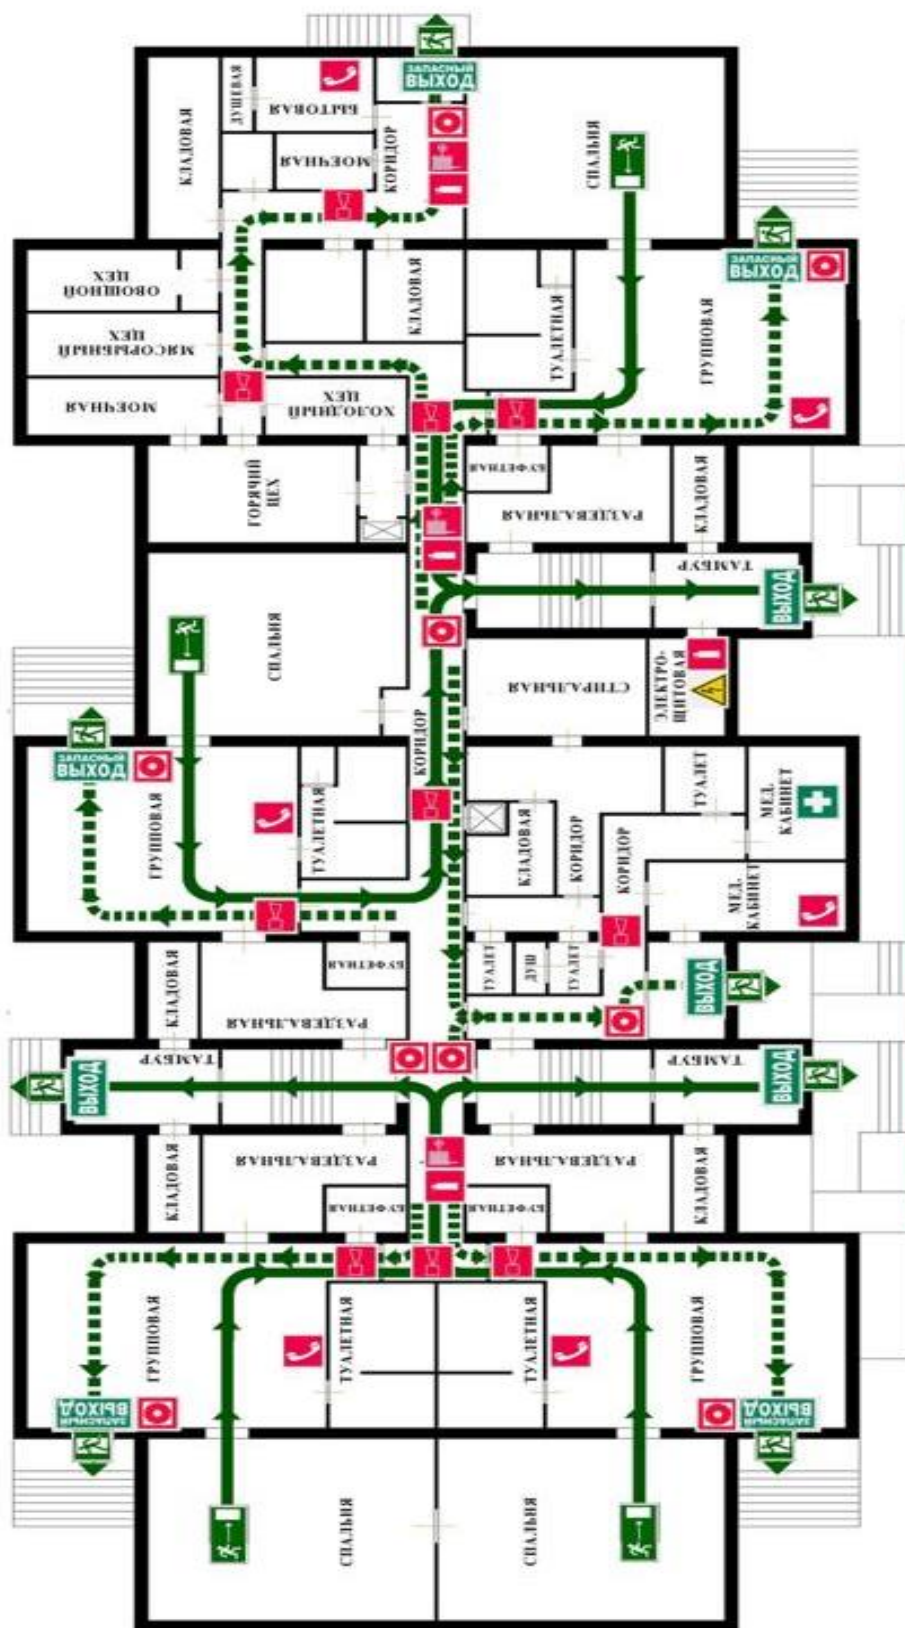 ЗАПАСНЫЙ
ВЫХОД
КЛАДОВАЯ
ДУШЕВАЯ
БЫТОВАЯ
МОЕЧНАЯ
КОРИДОР
СПАЛЬНЯ
ОВОЩНОЙ
ЦЕХ
МЯСОРЫБНЫЙ
ЦЕХ
МОЕЧНАЯ
ХОЛОДНЫЙ
ЦЕХ
КЛАДОВАЯ
ТУАЛЕТНАЯ
ГРУППОВАЯ
ЗАПАСНЫЙ
ВЫХОД
ГОРЯЧИЙ
ЦЕХ
БУФЕТНАЯ
РАЗДЕВАЛЬНАЯ
КЛАДОВАЯ
ТАМБУР
ВЫХОД
СПАЛЬНЯ
КОРИДОР
СТИРАЛЬНАЯ
ЭЛЕКТРО-
ЩИТОВАЯ
ЗАПАСНЫЙ
ВЫХОД
ГРУППОВАЯ
ТУАЛЕТНАЯ
КЛАДОВАЯ
КОРИДОР
КОРИДОР
ТУАЛЕТ
МЕД.
КАБИНЕТ
МЕД.
КАБИНЕТ
КЛАДОВАЯ
РАЗДЕВАЛЬНАЯ
БУФЕТНАЯ
ТУАЛЕТ
ДУШ
ТУАЛЕТ
ВЫХОД
ВЫХОД
ТАМБУР
ТАМБУР
ВЫХОД
КЛАДОВАЯ
РАЗДЕВАЛЬНАЯ
БУФЕТНАЯ
БУФЕТНАЯ
РАЗДЕВАЛЬНАЯ
КЛАДОВАЯ
ГРУППОВАЯ
ТУАЛЕТНАЯ
ТУАЛЕТНАЯ
ГРУППОВАЯ
ЗАПАСНЫЙ
ВЫХОД
ЗАПАСНЫЙ
ВЫХОД
СПАЛЬНЯ
СПАЛЬНЯ